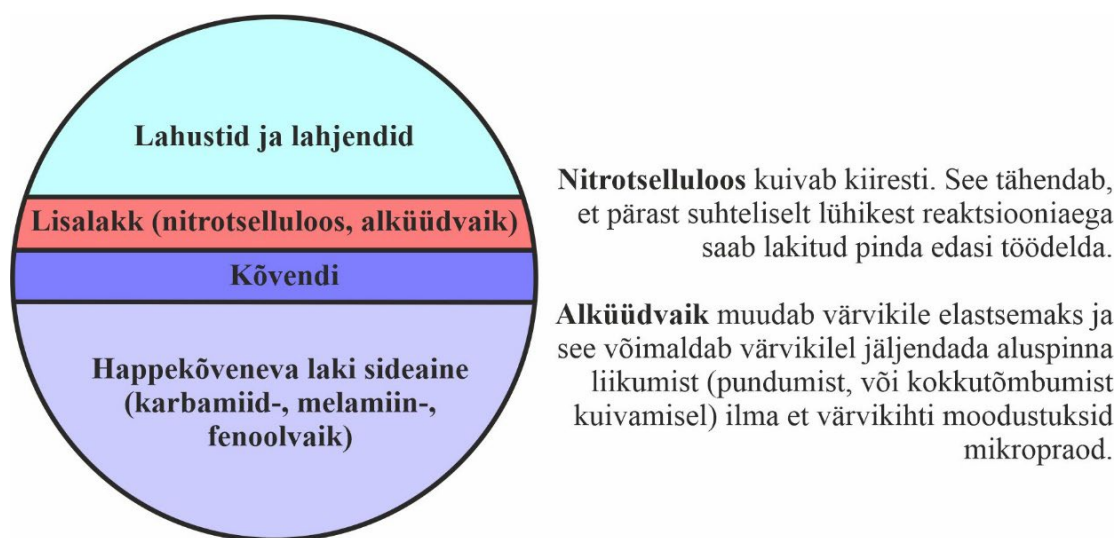 Lahustid ja lahjendid
Lisalakk (nitrotselluloos, alküüdvaik)
Kõvendi
Happekõveneva laki sideaine
(karbamiid-, melamiin-,
fenoolvaik)
Nitrotselluloos kuivab kiiresti. See tähendab,
et pärast suhteliselt lühikest reaktsiooniaega
saab lakitud pinda edasi töödelda.
Alküüdvaik muudab värvikile elastsemaks ja
see võimaldab värvikilel jäljendada aluspinna
liikumist (pundumist, või kokkutõmbumist
kuivamisel) ilma et värvikihti moodustuksid
mikropraod.